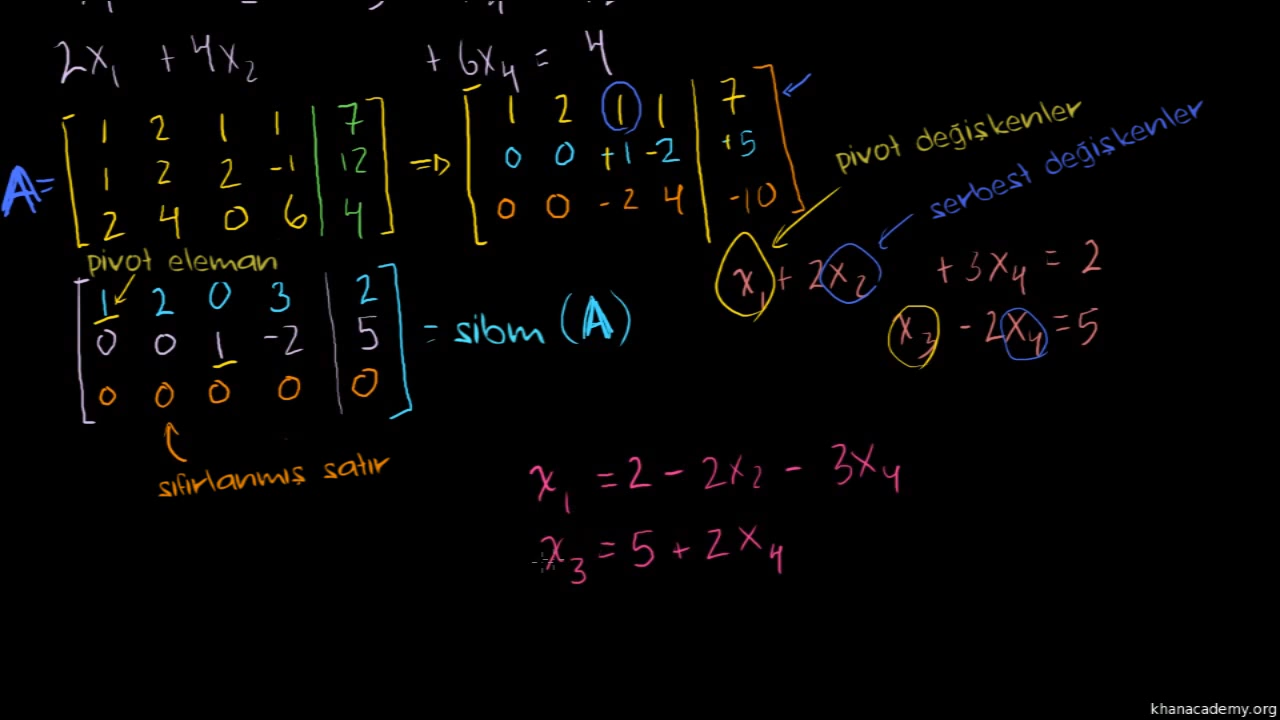 2x₁ + 4x₂ + 6x₄ = 4
A = [ 1 2 1 1 | 7 ] ⇒ [ 1 2 1 1 | 7 ]
1 2 2 -1 | 12 0 0 +1 -2 | +5
2 4 0 6 | 4 0 0 -2 4 | -10
pivot değişkenler
serbest değişkenler
pivot eleman
[ 1 2 0 3 | 2 ]
0 0 1 -2 | 5
0 0 0 0 | 0
= sibm (A)
x₁ + 2x₂ + 3x₄ = 2
x₃ - 2x₄ = 5
sıfırlanmış satır
x₁ = 2 - 2x₂ - 3x₄
x₃ = 5 + 2x₄
khanacademy.org